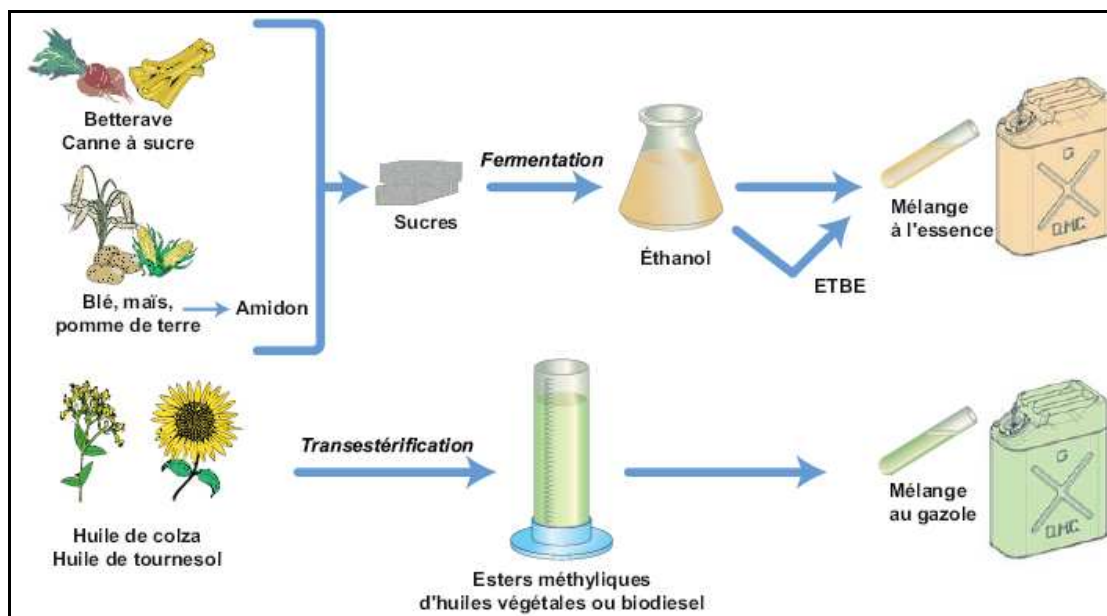 Betterave
Canne à sucre
Blé, maïs,
pomme de terre
Amidon
Sucres
Fermentation
Éthanol
ETBE
Mélange
à l'essence
G
Huile de colza
Huile de tournesol
Transestérification
Esters méthyliques
d'huiles végétales ou biodiesel
Mélange
au gazole
G